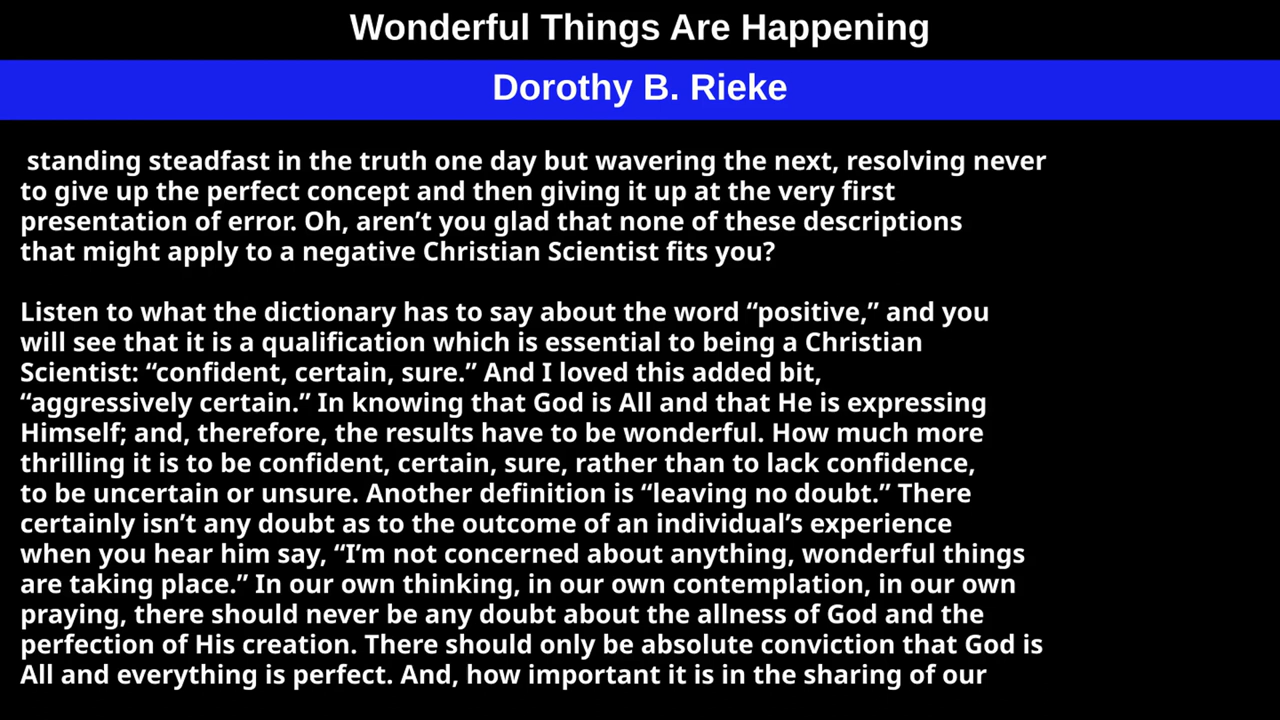 Wonderful Things Are Happening
Dorothy B. Rieke
standing steadfast in the truth one day but wavering the next, resolving never
to give up the perfect concept and then giving it up at the very first
presentation of error. Oh, aren’t you glad that none of these descriptions
that might apply to a negative Christian Scientist fits you?
Listen to what the dictionary has to say about the word “positive,” and you
will see that it is a qualification which is essential to being a Christian
Scientist: “confident, certain, sure.” And I loved this added bit,
“aggressively certain.” In knowing that God is All and that He is expressing
Himself; and, therefore, the results have to be wonderful. How much more
thrilling it is to be confident, certain, sure, rather than to lack confidence,
to be uncertain or unsure. Another definition is “leaving no doubt.” There
certainly isn’t any doubt as to the outcome of an individual’s experience
when you hear him say, “I’m not concerned about anything, wonderful things
are taking place.” In our own thinking, in our own contemplation, in our own
praying, there should never be any doubt about the allness of God and the
perfection of His creation. There should only be absolute conviction that God is
All and everything is perfect. And, how important it is in the sharing of our